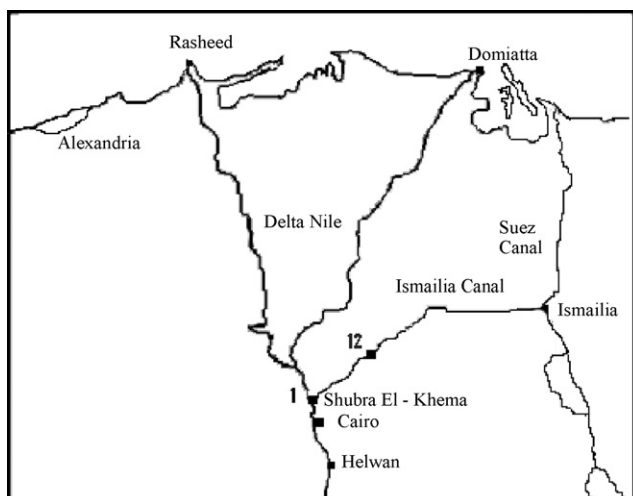 Rasheed
Domiatta
Alexandria
Delta Nile
Suez
Canal
Ismailia Canal
Ismailia
12
1
Shubra El - Khema
Cairo
Helwan